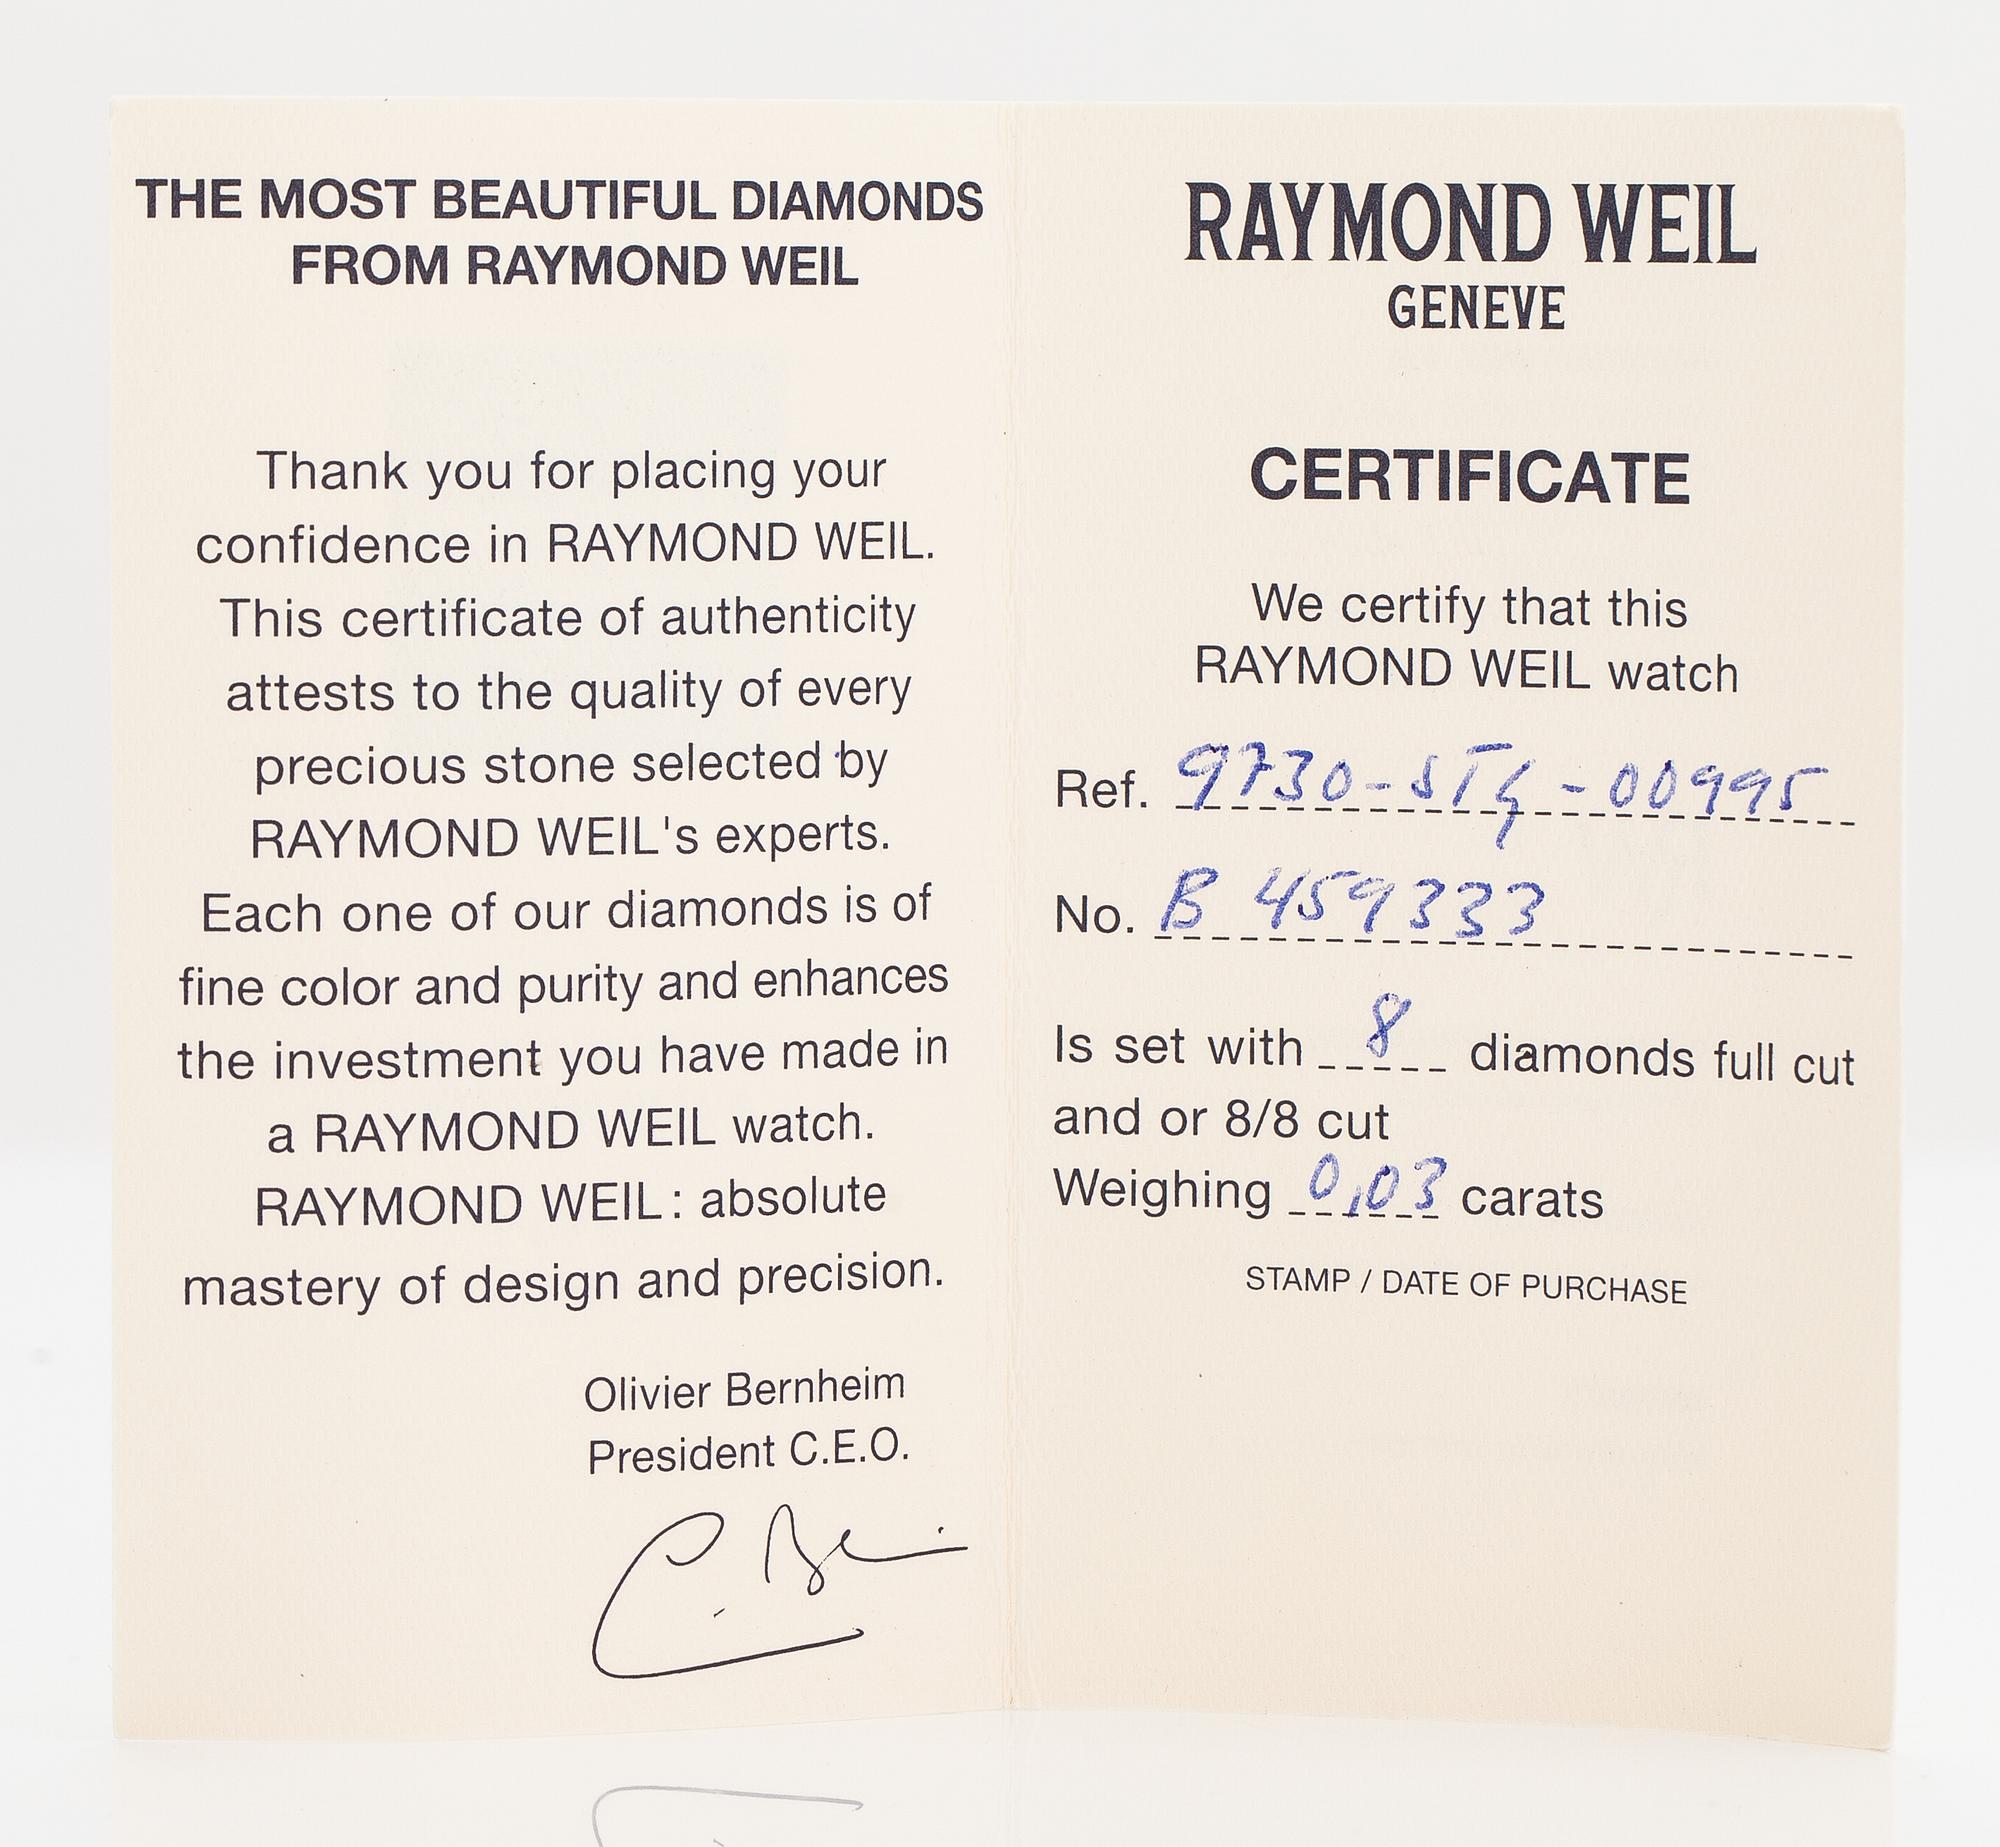 THE MOST BEAUTIFUL DIAMONDS
FROM RAYMOND WEIL
Thank you for placing your
confidence in RAYMOND WEIL.
This certificate of authenticity
attests to the quality of every
precious stone selected by
RAYMOND WEIL's experts.
Each one of our diamonds is of
fine color and purity and enhances
the investment you have made in
a RAYMOND WEIL watch.
RAYMOND WEIL: absolute
mastery of design and precision.
Olivier Bernheim
President C.E.O.
RAYMOND WEIL
GENEVE
CERTIFICATE
We certify that this
RAYMOND WEIL watch
Ref. 9730-STG-00995
No. B 459333
Is set with 8 diamonds full cut
and or 8/8 cut
Weighing 0,03 carats
STAMP / DATE OF PURCHASE